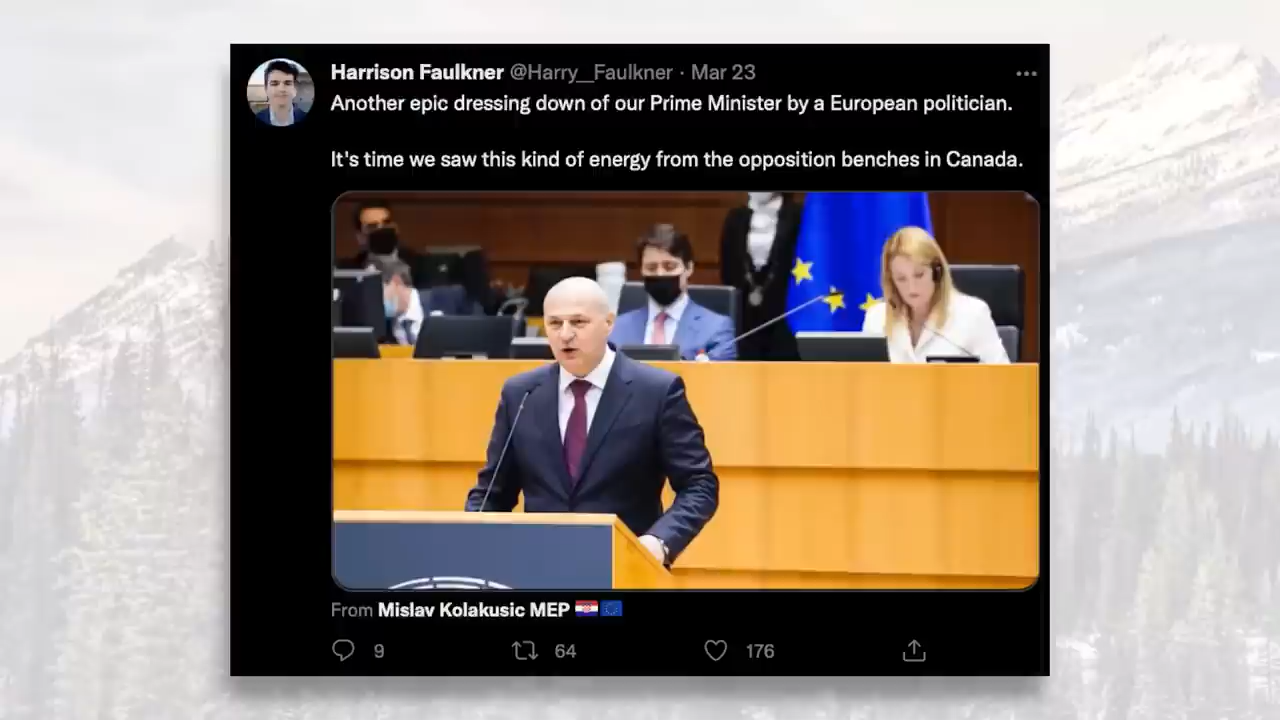 Harrison Faulkner @Harry__Faulkner · Mar 23
Another epic dressing down of our Prime Minister by a European politician.
It's time we saw this kind of energy from the opposition benches in Canada.
From Mislav Kolakusic MEP 🇭🇷🇪🇺
9 64 176